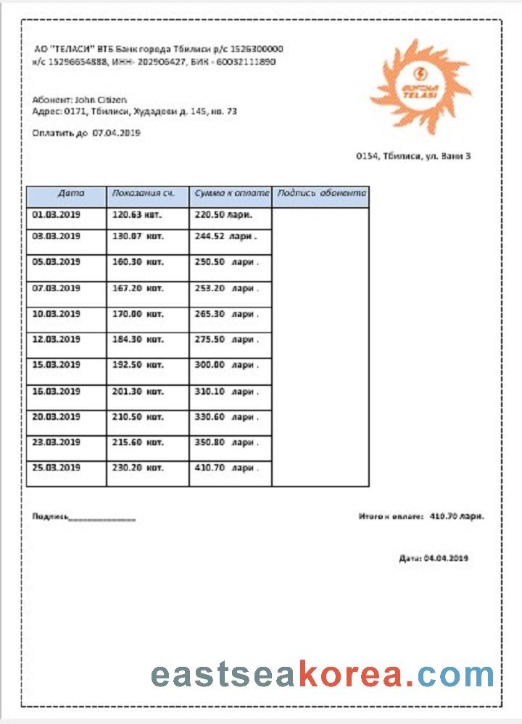 АО "ТЕЛАСИ" ВТБ Банк города Тбилиси р/с 1526300000
к/с 15296654888, ИНН- 202906427, БИК - 60032111890
TELASI
Абонент: John Citizen
Адрес: 0171, Тбилиси, Худадови д. 145, нв. 73
Оплатить до 07.04.2019
0154, Тбилиси, ул. Вани 3
Дата Показания сч. Сумма к оплате Подпись абонента
01.03.2019 120.63 квт. 220.50 лари.
03.03.2019 130.07 квт. 244.52 лари .
05.03.2019 160.30 квт. 250.50 лари .
07.03.2019 167.20 квт. 253.20 лари .
10.03.2019 170.00 квт. 265.30 лари .
12.03.2019 184.30 квт. 275.50 лари .
15.03.2019 192.50 квт. 300.00 лари .
16.03.2019 201.30 квт. 310.10 лари .
20.03.2019 210.50 квт. 330.60 лари .
23.03.2019 215.60 квт. 350.80 лари .
25.03.2019 230.20 квт. 410.70 лари .
Подпись_______________ Итого к оплате: 410.70 лари.
Дата: 04.04.2019
eastseakorea.com